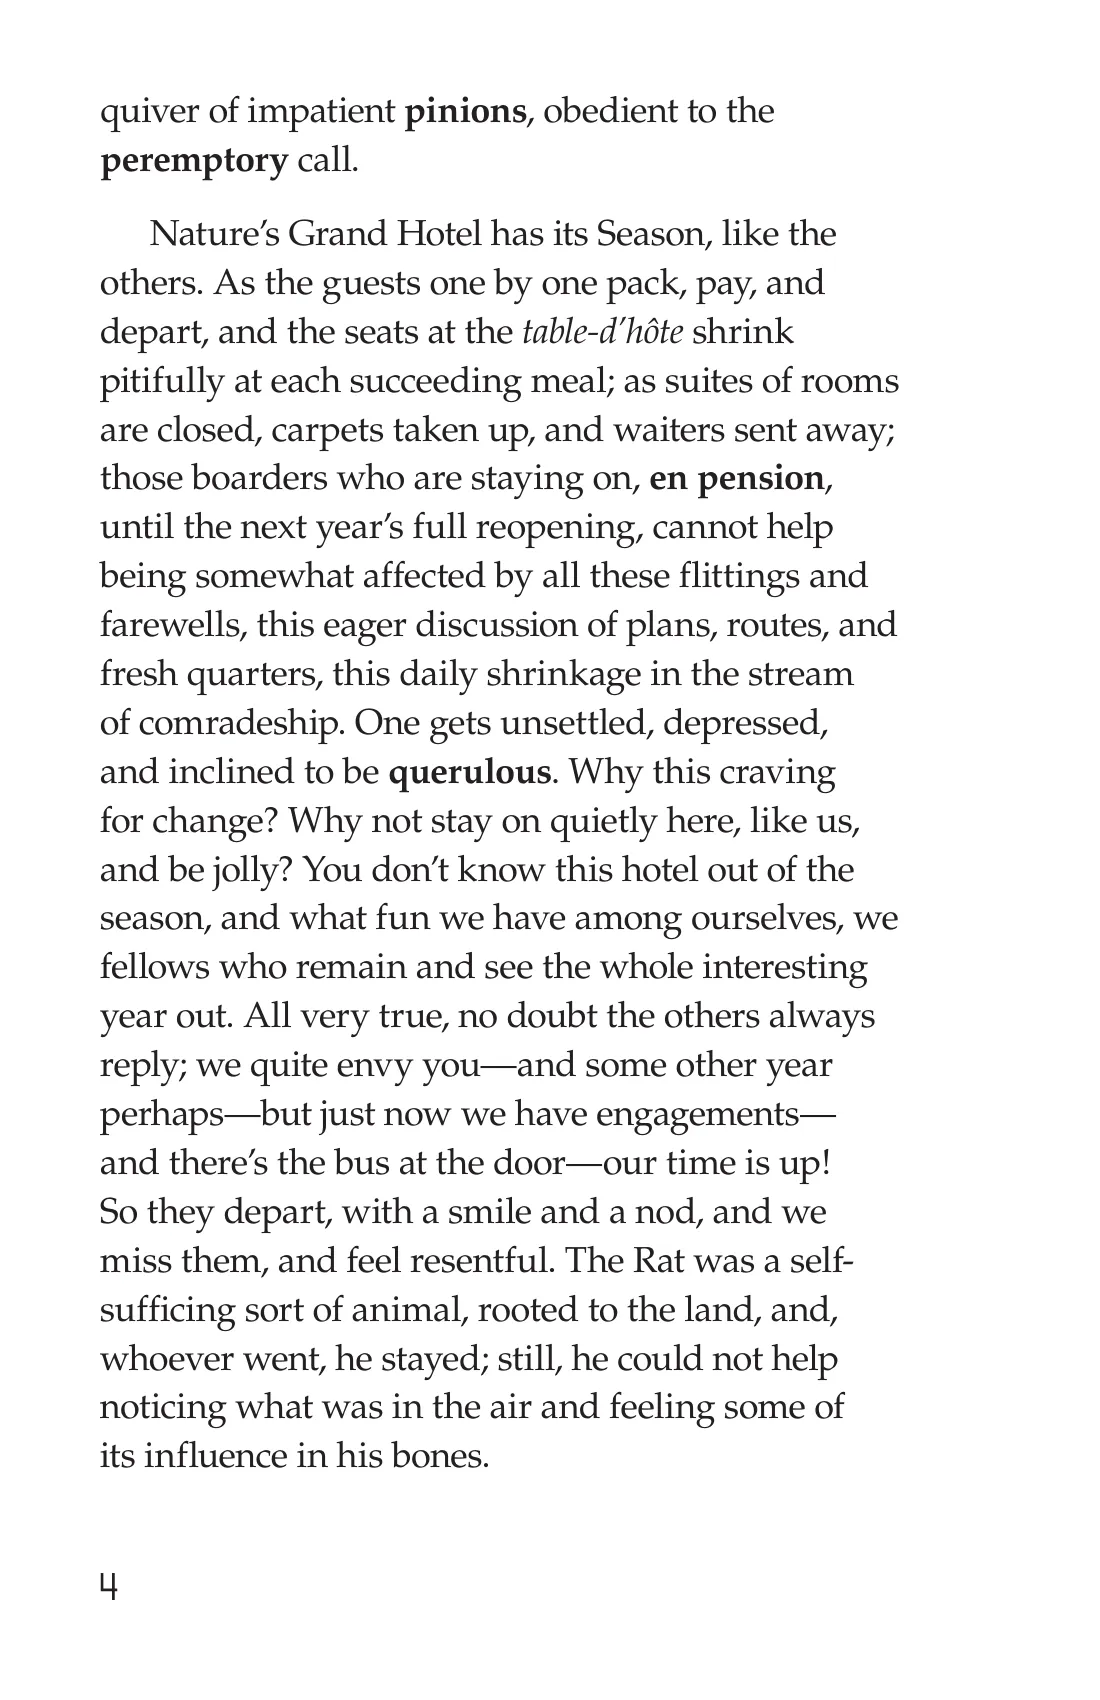 quiver of impatient pinions, obedient to the
peremptory call.
Nature’s Grand Hotel has its Season, like the
others. As the guests one by one pack, pay, and
depart, and the seats at the table-d’hôte shrink
pitifully at each succeeding meal; as suites of rooms
are closed, carpets taken up, and waiters sent away;
those boarders who are staying on, en pension,
until the next year’s full reopening, cannot help
being somewhat affected by all these flittings and
farewells, this eager discussion of plans, routes, and
fresh quarters, this daily shrinkage in the stream
of comradeship. One gets unsettled, depressed,
and inclined to be querulous. Why this craving
for change? Why not stay on quietly here, like us,
and be jolly? You don’t know this hotel out of the
season, and what fun we have among ourselves, we
fellows who remain and see the whole interesting
year out. All very true, no doubt the others always
reply; we quite envy you—and some other year
perhaps—but just now we have engagements—
and there’s the bus at the door—our time is up!
So they depart, with a smile and a nod, and we
miss them, and feel resentful. The Rat was a self-
sufficing sort of animal, rooted to the land, and,
whoever went, he stayed; still, he could not help
noticing what was in the air and feeling some of
its influence in his bones.
4